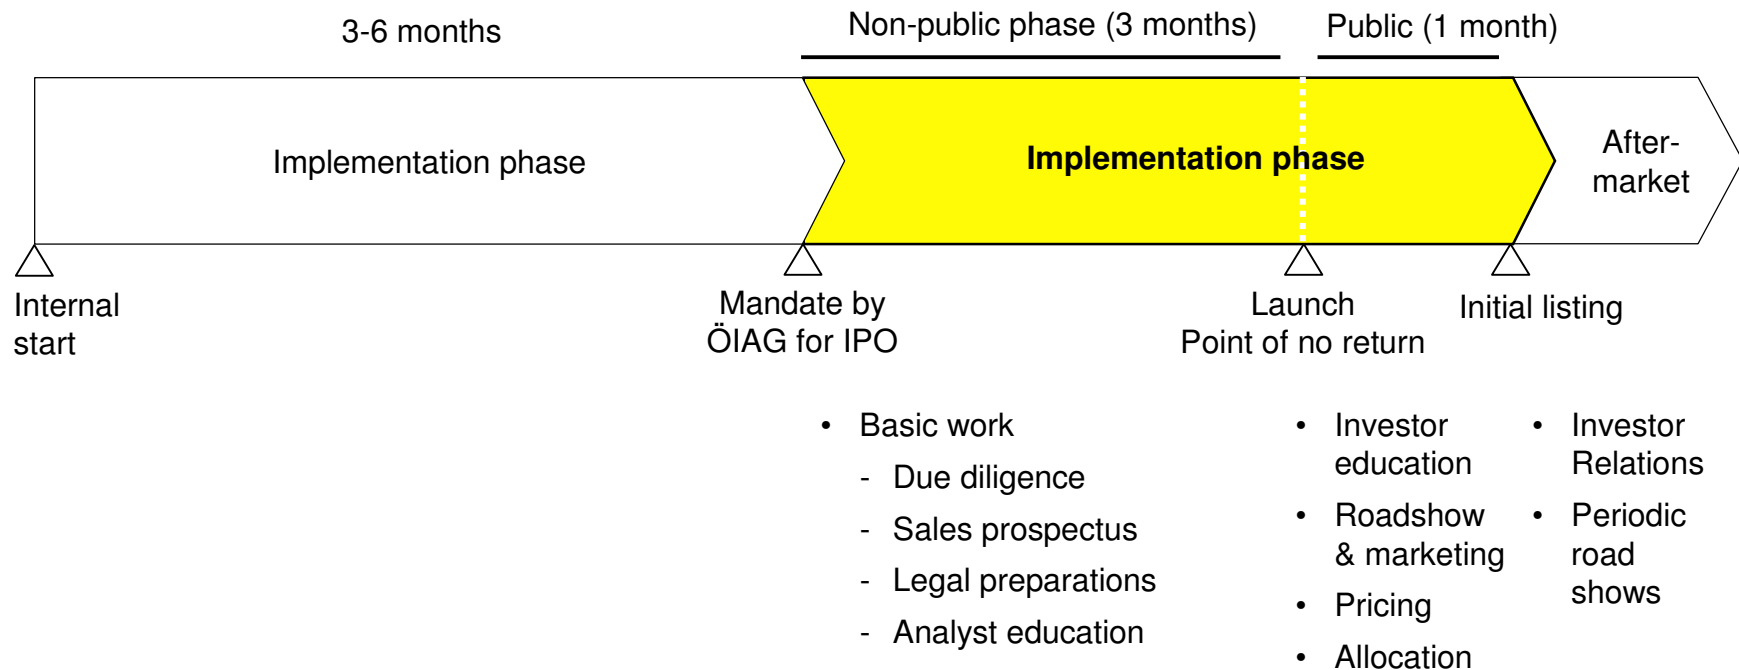 3-6 months
Non-public phase (3 months)
Public (1 month)
Implementation phase
Implementation phase
After-
market
Internal
start
Mandate by
ÖIAG for IPO
Launch
Point of no return
Initial listing
• Basic work
- Due diligence
- Sales prospectus
- Legal preparations
- Analyst education
• Investor
education
• Roadshow
& marketing
• Pricing
• Allocation
• Investor
Relations
• Periodic
road
shows